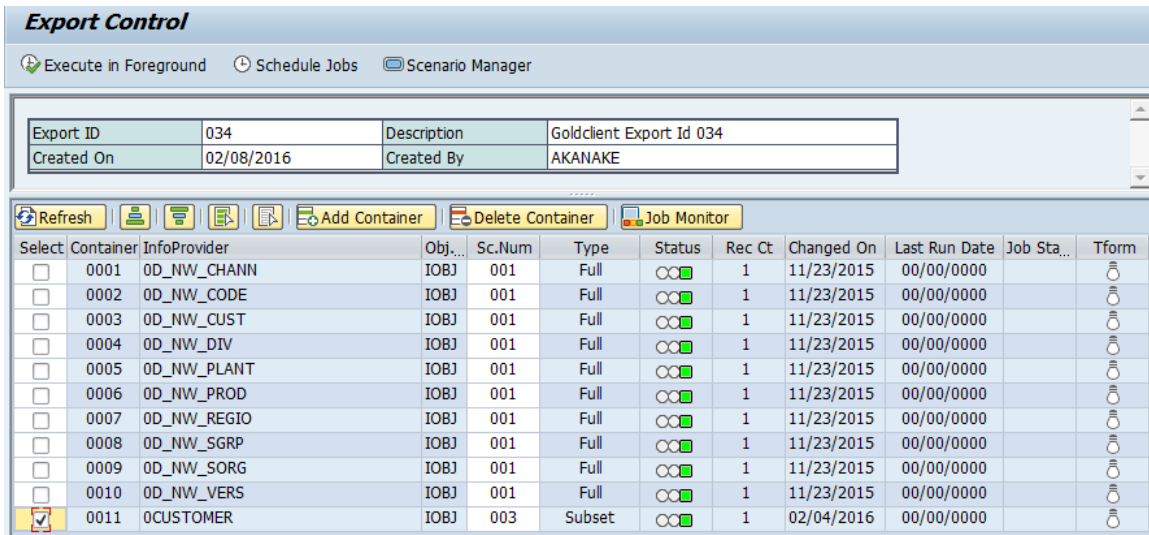 Export Control
Execute in Foreground Schedule Jobs Scenario Manager
Export ID 034 Description Goldclient Export Id 034
Created On 02/08/2016 Created By AKANAKE
Refresh Add Container Delete Container Job Monitor
Select Container InfoProvider Obj... Sc.Num Type Status Rec Ct Changed On Last Run Date Job Sta... Tform
0001 0D_NW_CHANN IOBJ 001 Full 1 11/23/2015 00/00/0000
0002 0D_NW_CODE IOBJ 001 Full 1 11/23/2015 00/00/0000
0003 0D_NW_CUST IOBJ 001 Full 1 11/23/2015 00/00/0000
0004 0D_NW_DIV IOBJ 001 Full 1 11/23/2015 00/00/0000
0005 0D_NW_PLANT IOBJ 001 Full 1 11/23/2015 00/00/0000
0006 0D_NW_PROD IOBJ 001 Full 1 11/23/2015 00/00/0000
0007 0D_NW_REGIO IOBJ 001 Full 1 11/23/2015 00/00/0000
0008 0D_NW_SGRP IOBJ 001 Full 1 11/23/2015 00/00/0000
0009 0D_NW_SORG IOBJ 001 Full 1 11/23/2015 00/00/0000
0010 0D_NW_VERS IOBJ 001 Full 1 11/23/2015 00/00/0000
0011 0CUSTOMER IOBJ 003 Subset 1 02/04/2016 00/00/0000